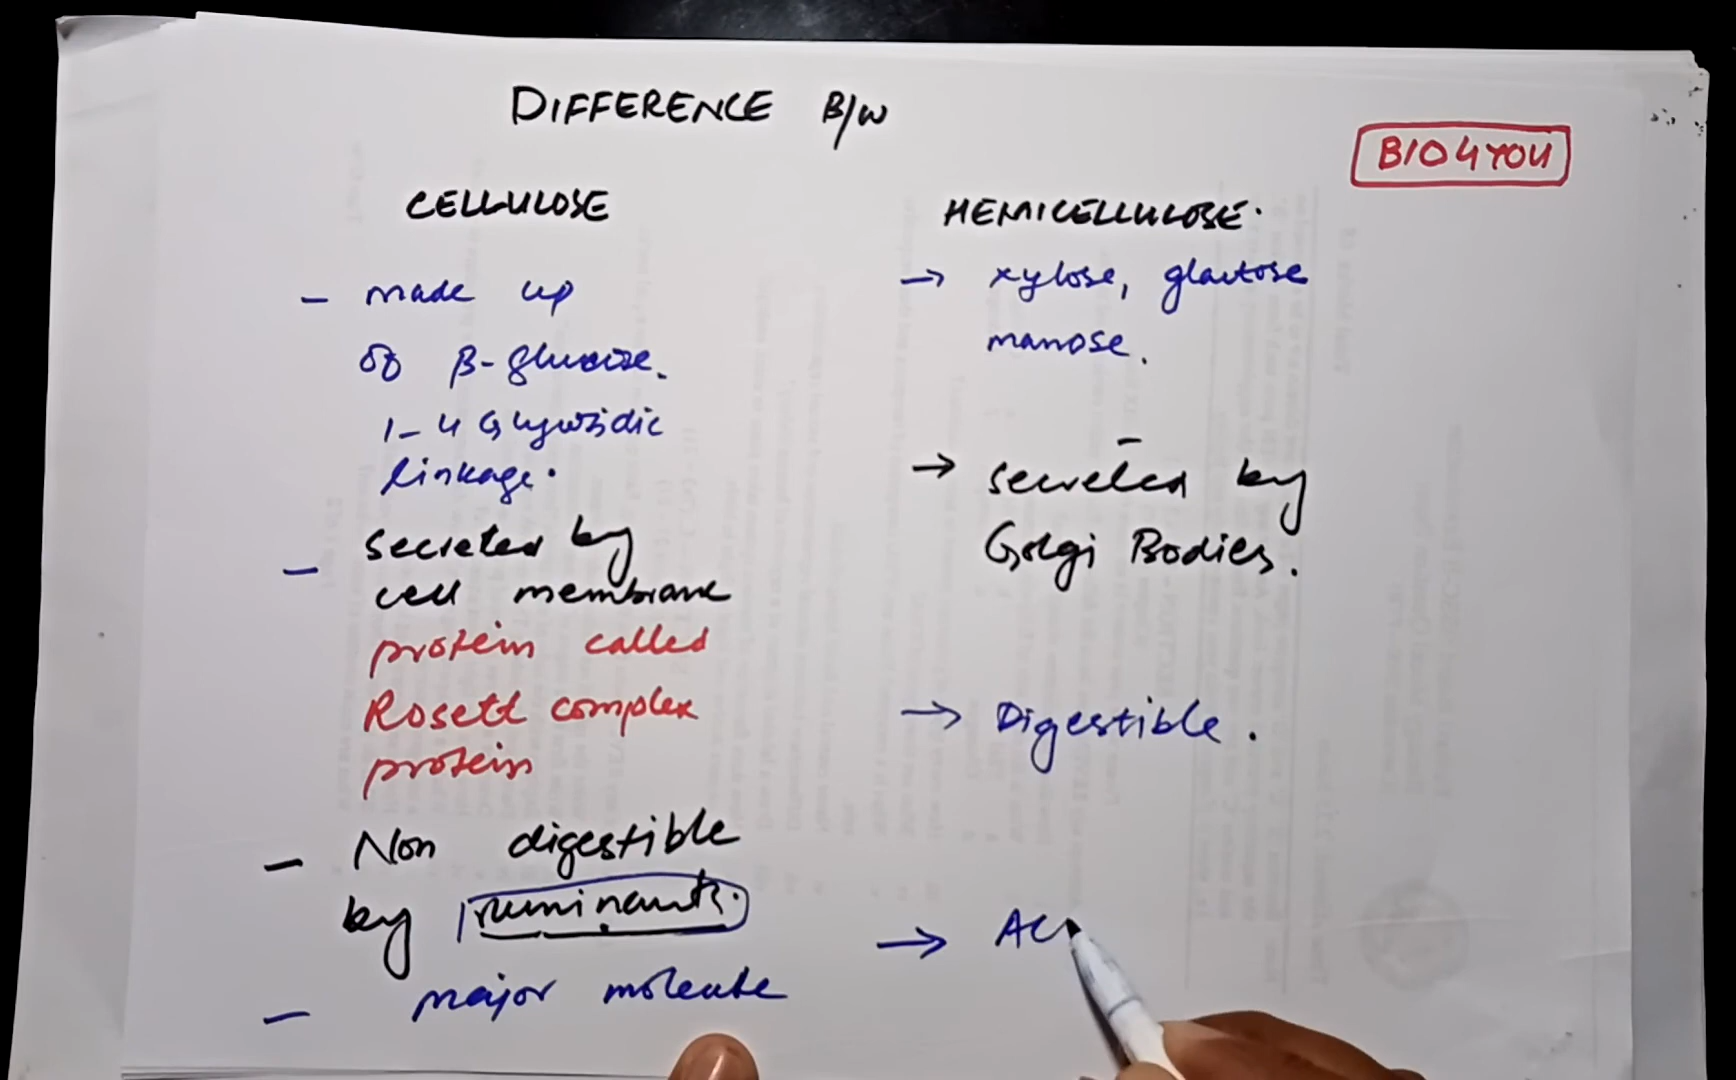 DIFFERENCE B/W
BIO4YOU
CELLULOSE
- made up
of β-glucose.
1-4 Glycosidic
linkage.
- secreted by
cell membrane
protein called
Rosett complex
protein
- Non digestible
by ruminants.
- major molecule
HEMICELLULOSE.
→ xylose, glactose
manose.
→ secreted by
Golgi Bodies.
→ Digestible.
→ AC